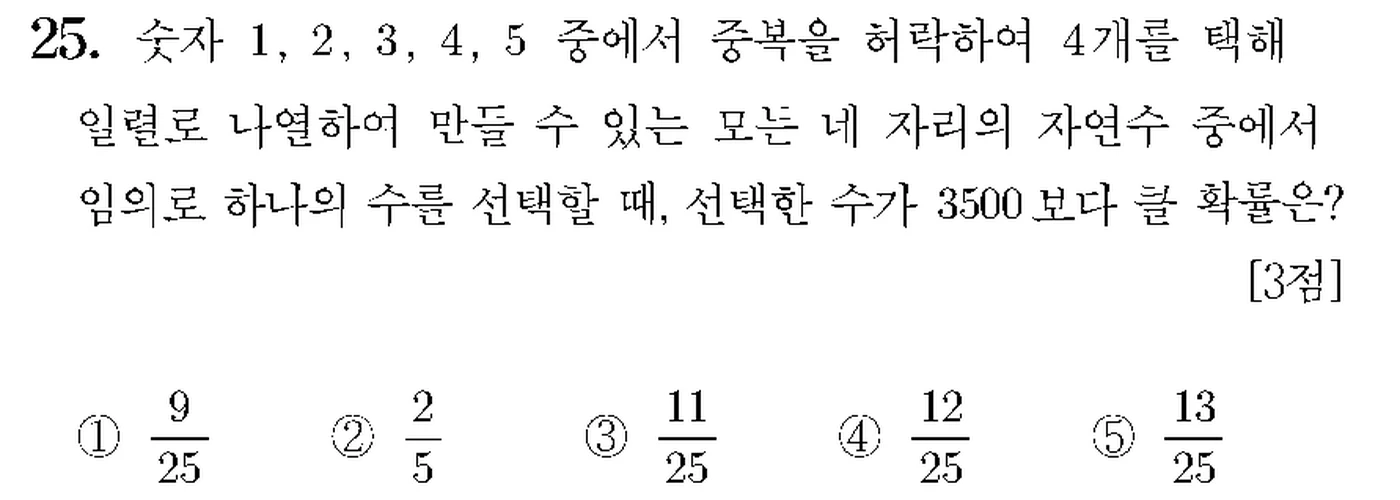 25. 숫자 1, 2, 3, 4, 5 중에서 중복을 허락하여 4개를 택해
일렬로 나열하여 만들 수 있는 모든 네 자리의 자연수 중에서
임의로 하나의 수를 선택할 때, 선택한 수가 3500보다 클 확률은?
[3점]
① 9/25 ② 2/5 ③ 11/25 ④ 12/25 ⑤ 13/25